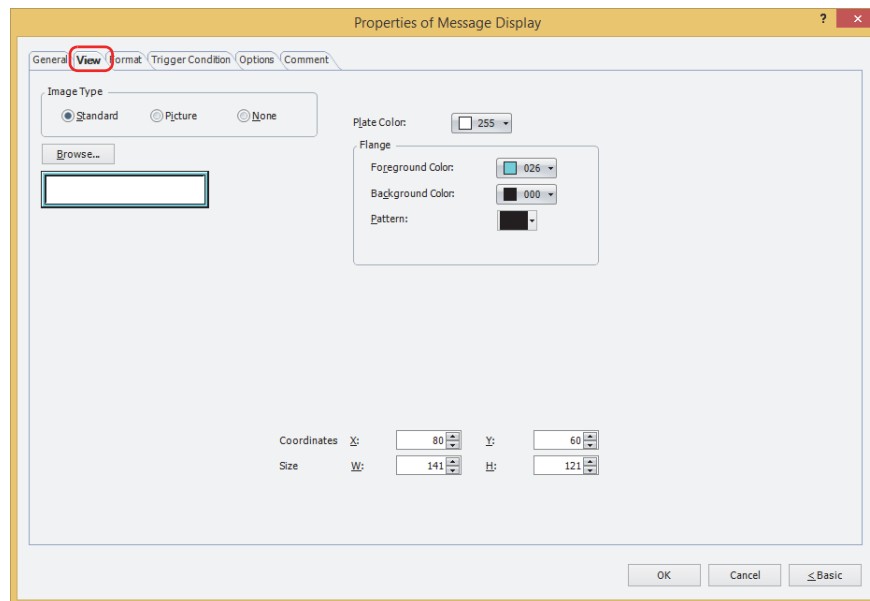 Properties of Message Display
?
General View Format Trigger Condition Options Comment
Image Type
Standard Picture None
Browse...
Plate Color: 255
Flange
Foreground Color: 026
Background Color: 000
Pattern:
Coordinates X: 80 Y: 60
Size W: 141 H: 121
OK Cancel <Basic